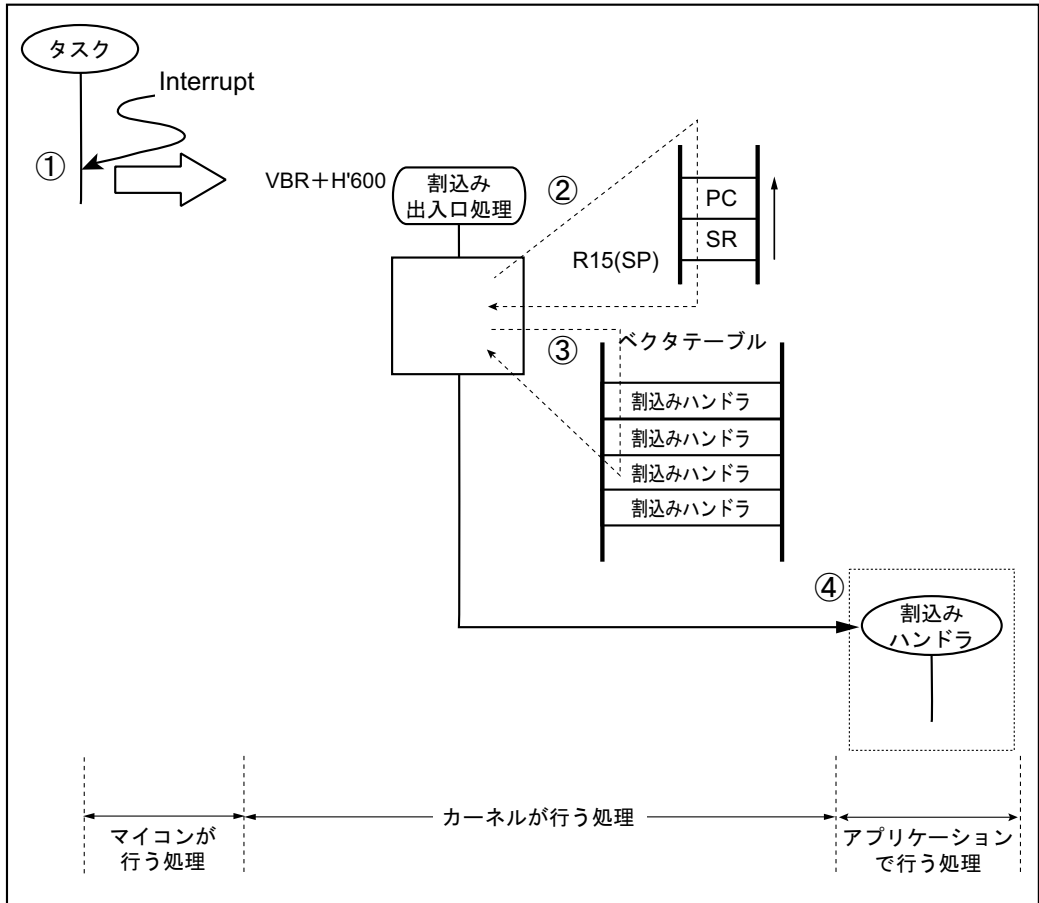 タスク
Interrupt
①
VBR＋H'600
割込み
出入口処理
②
PC
SR
R15(SP)
③
ベクタテーブル
割込みハンドラ
割込みハンドラ
割込みハンドラ
割込みハンドラ
④
割込み
ハンドラ
マイコンが
行う処理
カーネルが行う処理
アプリケーション
で行う処理